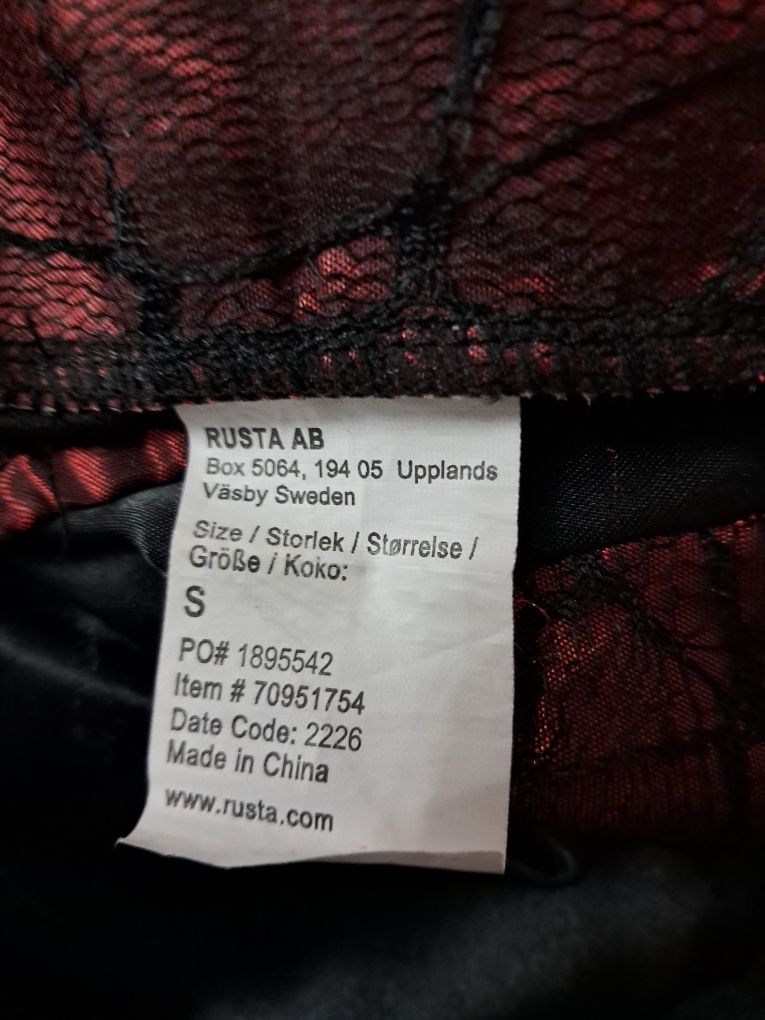 RUSTA AB
Box 5064, 194 05 Upplands
Väsby Sweden
Size / Storlek / Størrelse /
Größe / Koko:
S
PO# 1895542
Item # 70951754
Date Code: 2226
Made in China
www.rusta.com